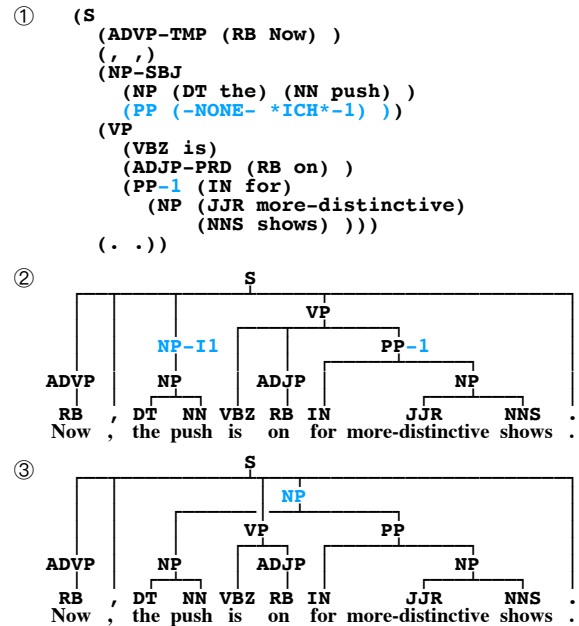 ① (S
(ADVP-TMP (RB Now) )
(, ,)
(NP-SBJ
(NP (DT the) (NN push) )
(PP (-NONE- *ICH*-1) ))
(VP
(VBZ is)
(ADJP-PRD (RB on) )
(PP-1 (IN for)
(NP (JJR more-distinctive)
(NNS shows) )))
(. .))
② S
VP
NP-I1 PP-1
ADVP NP ADJP NP
RB , DT NN VBZ RB IN JJR NNS .
Now , the push is on for more-distinctive shows .
③ S
NP
VP PP
ADVP NP ADJP NP
RB , DT NN VBZ RB IN JJR NNS .
Now , the push is on for more-distinctive shows .